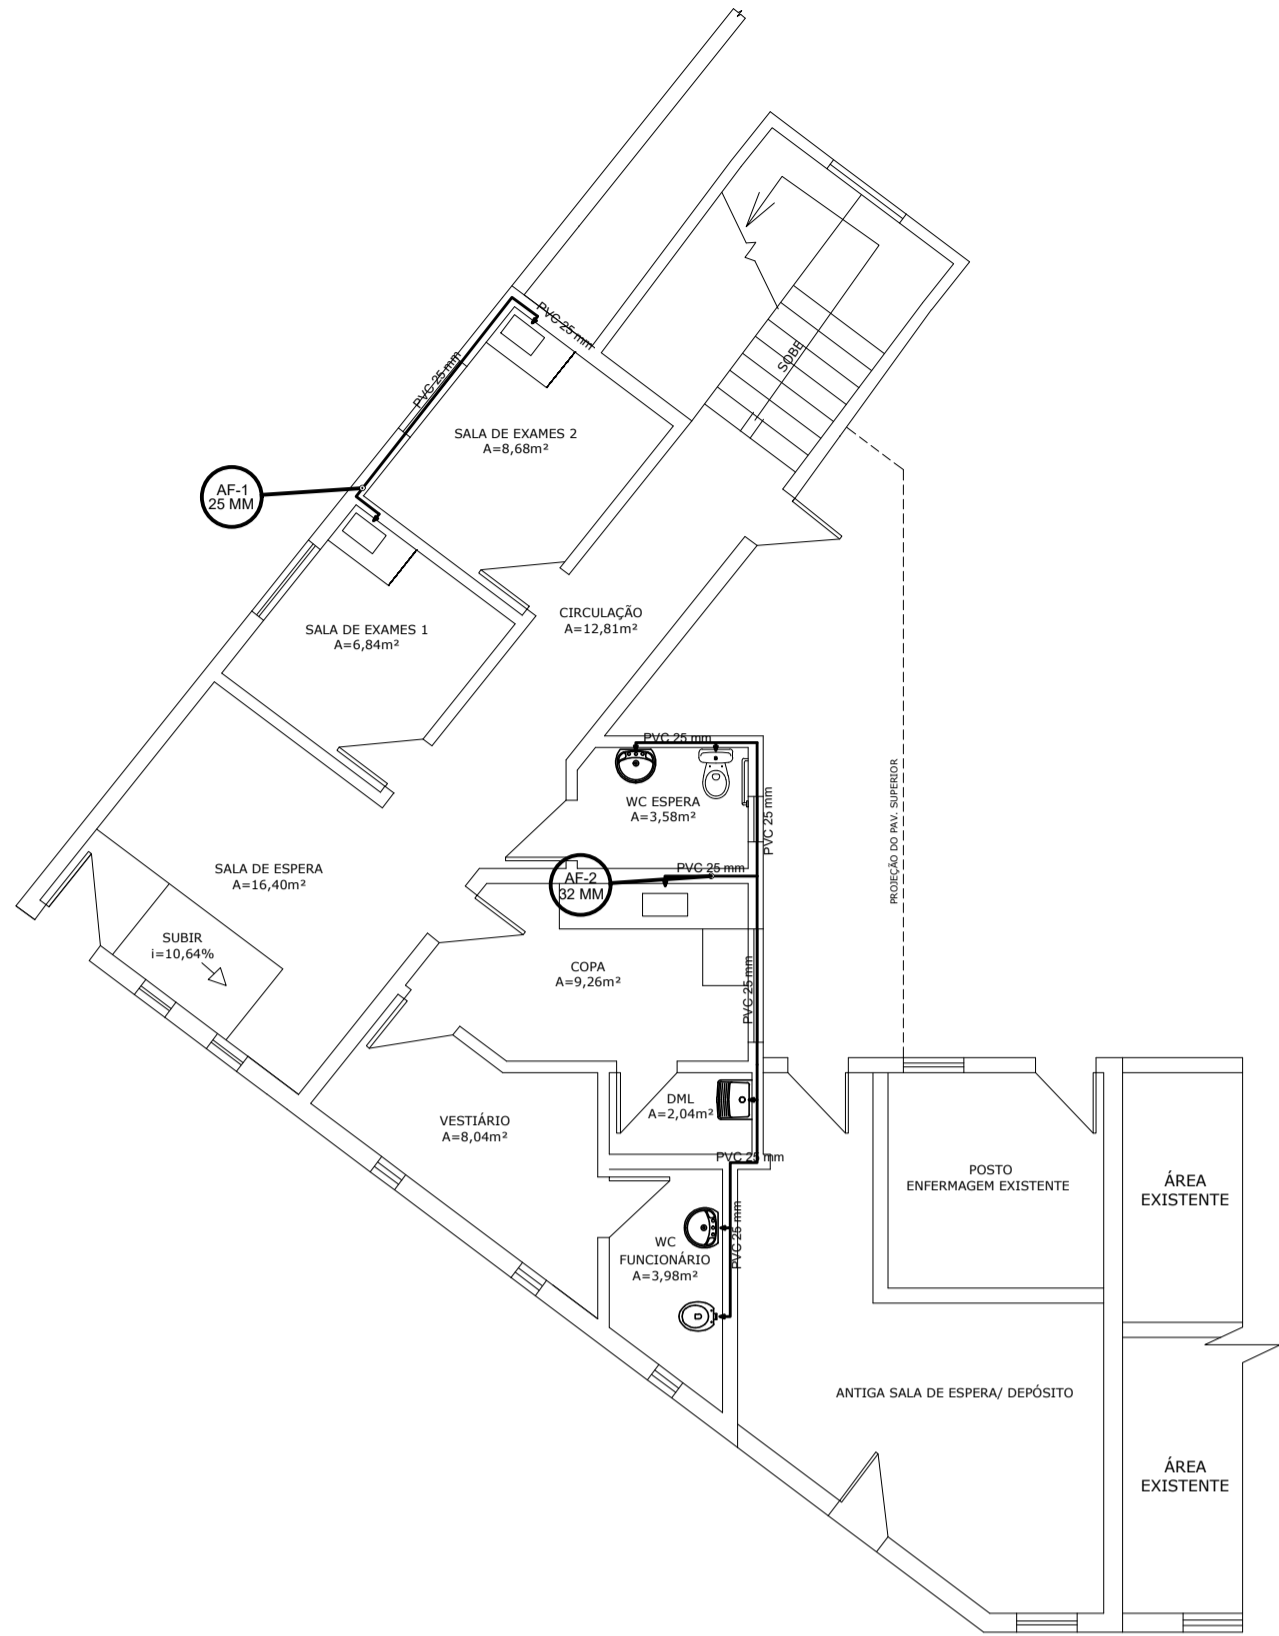 PVC 25 mm
PVC 25 mm
SOBE
SALA DE EXAMES 2
A=8,68m²
AF-1
25 MM
SALA DE EXAMES 1
A=6,84m²
CIRCULAÇÃO
A=12,81m²
PVC 25 mm
WC ESPERA
A=3,58m²
PVC 25 mm
PROJEÇÃO DO PAV. SUPERIOR
SALA DE ESPERA
A=16,40m²
PVC 25 mm
AF-2
32 MM
SUBIR
i=10,64%
COPA
A=9,26m²
PVC 25 mm
DML
A=2,04m²
VESTIÁRIO
A=8,04m²
PVC 25 mm
POSTO
ENFERMAGEM EXISTENTE
ÁREA
EXISTENTE
PVC 25 mm
WC
FUNCIONÁRIO
A=3,98m²
ANTIGA SALA DE ESPERA/ DEPÓSITO
ÁREA
EXISTENTE